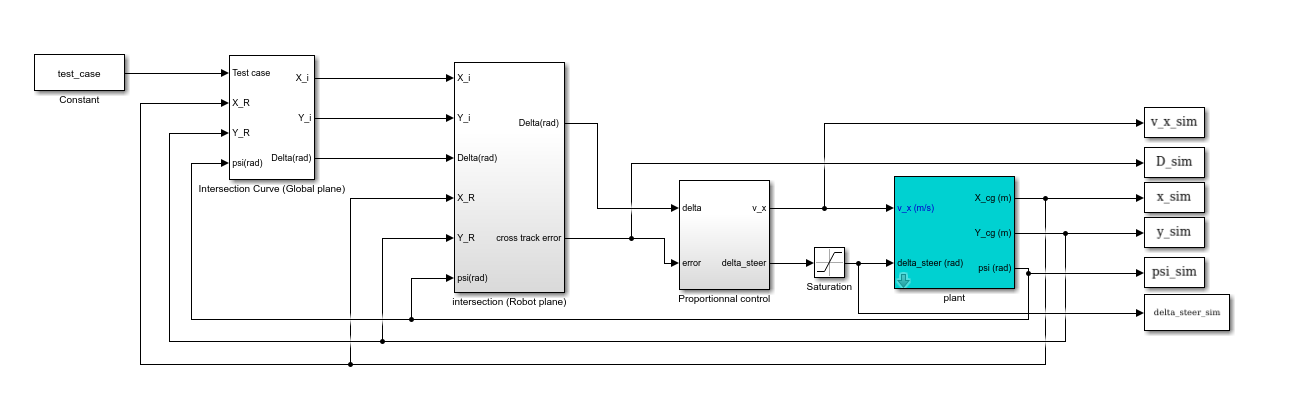 test_case
Constant
Test case
X_R
Y_R
psi(rad)
X_i
Y_i
Delta(rad)
Intersection Curve (Global plane)
X_i
Y_i
Delta(rad)
X_R
Y_R
psi(rad)
Delta(rad)
cross track error
intersection (Robot plane)
delta
error
v_x
delta_steer
Proportionnal control
Saturation
v_x (m/s)
delta_steer (rad)
X_cg (m)
Y_cg (m)
psi (rad)
plant
v_x_sim
D_sim
x_sim
y_sim
psi_sim
delta_steer_sim